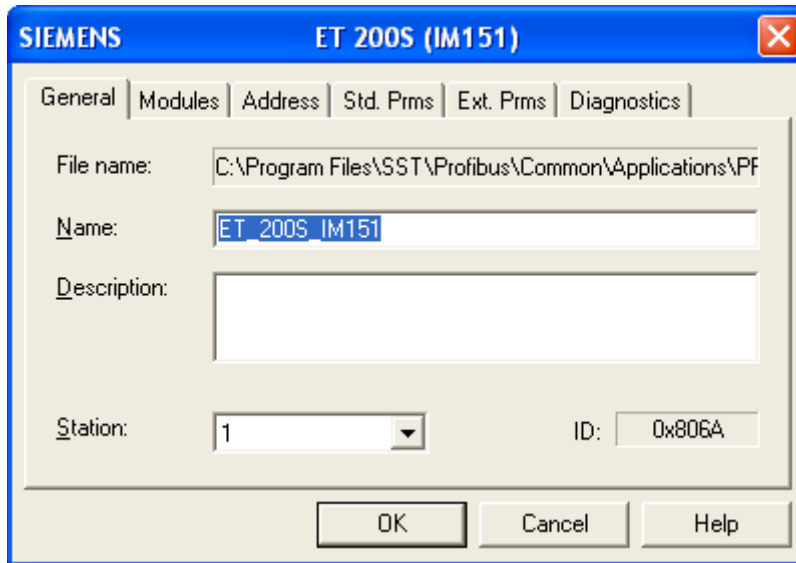 SIEMENS ET 200S (IM151)
General Modules Address Std. Prms Ext. Prms Diagnostics
File name: C:\Program Files\SST\Profibus\Common\Applications\PF
Name: ET_200S_IM151
Description:
Station: 1 ID: 0x806A
OK Cancel Help